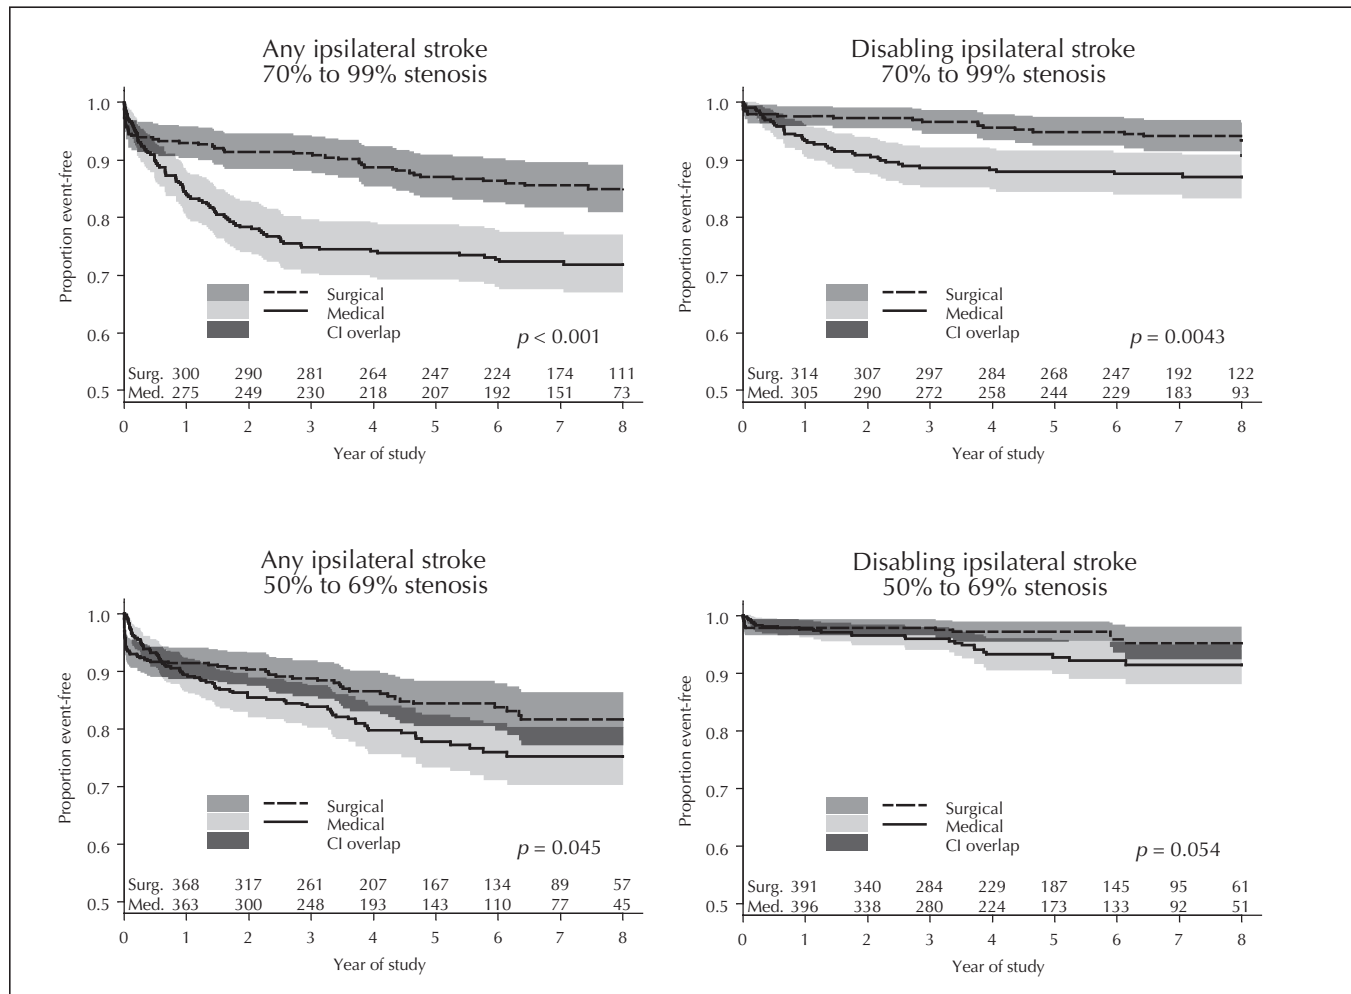 Any ipsilateral stroke
70% to 99% stenosis
Proportion event-free
1.0
0.9
0.8
0.7
0.6
0.5
Surgical
Medical
CI overlap
p < 0.001
Surg. 300 290 281 264 247 224 174 111
Med. 275 249 230 218 207 192 151 73
0 1 2 3 4 5 6 7 8
Year of study
Disabling ipsilateral stroke
70% to 99% stenosis
Proportion event-free
1.0
0.9
0.8
0.7
0.6
0.5
Surgical
Medical
CI overlap
p = 0.0043
Surg. 314 307 297 284 268 247 192 122
Med. 305 290 272 258 244 229 183 93
0 1 2 3 4 5 6 7 8
Year of study
Any ipsilateral stroke
50% to 69% stenosis
Proportion event-free
1.0
0.9
0.8
0.7
0.6
0.5
Surgical
Medical
CI overlap
p = 0.045
Surg. 368 317 261 207 167 134 89 57
Med. 363 300 248 193 143 110 77 45
0 1 2 3 4 5 6 7 8
Year of study
Disabling ipsilateral stroke
50% to 69% stenosis
Proportion event-free
1.0
0.9
0.8
0.7
0.6
0.5
Surgical
Medical
CI overlap
p = 0.054
Surg. 391 340 284 229 187 145 95 61
Med. 396 338 280 224 173 133 92 51
0 1 2 3 4 5 6 7 8
Year of study